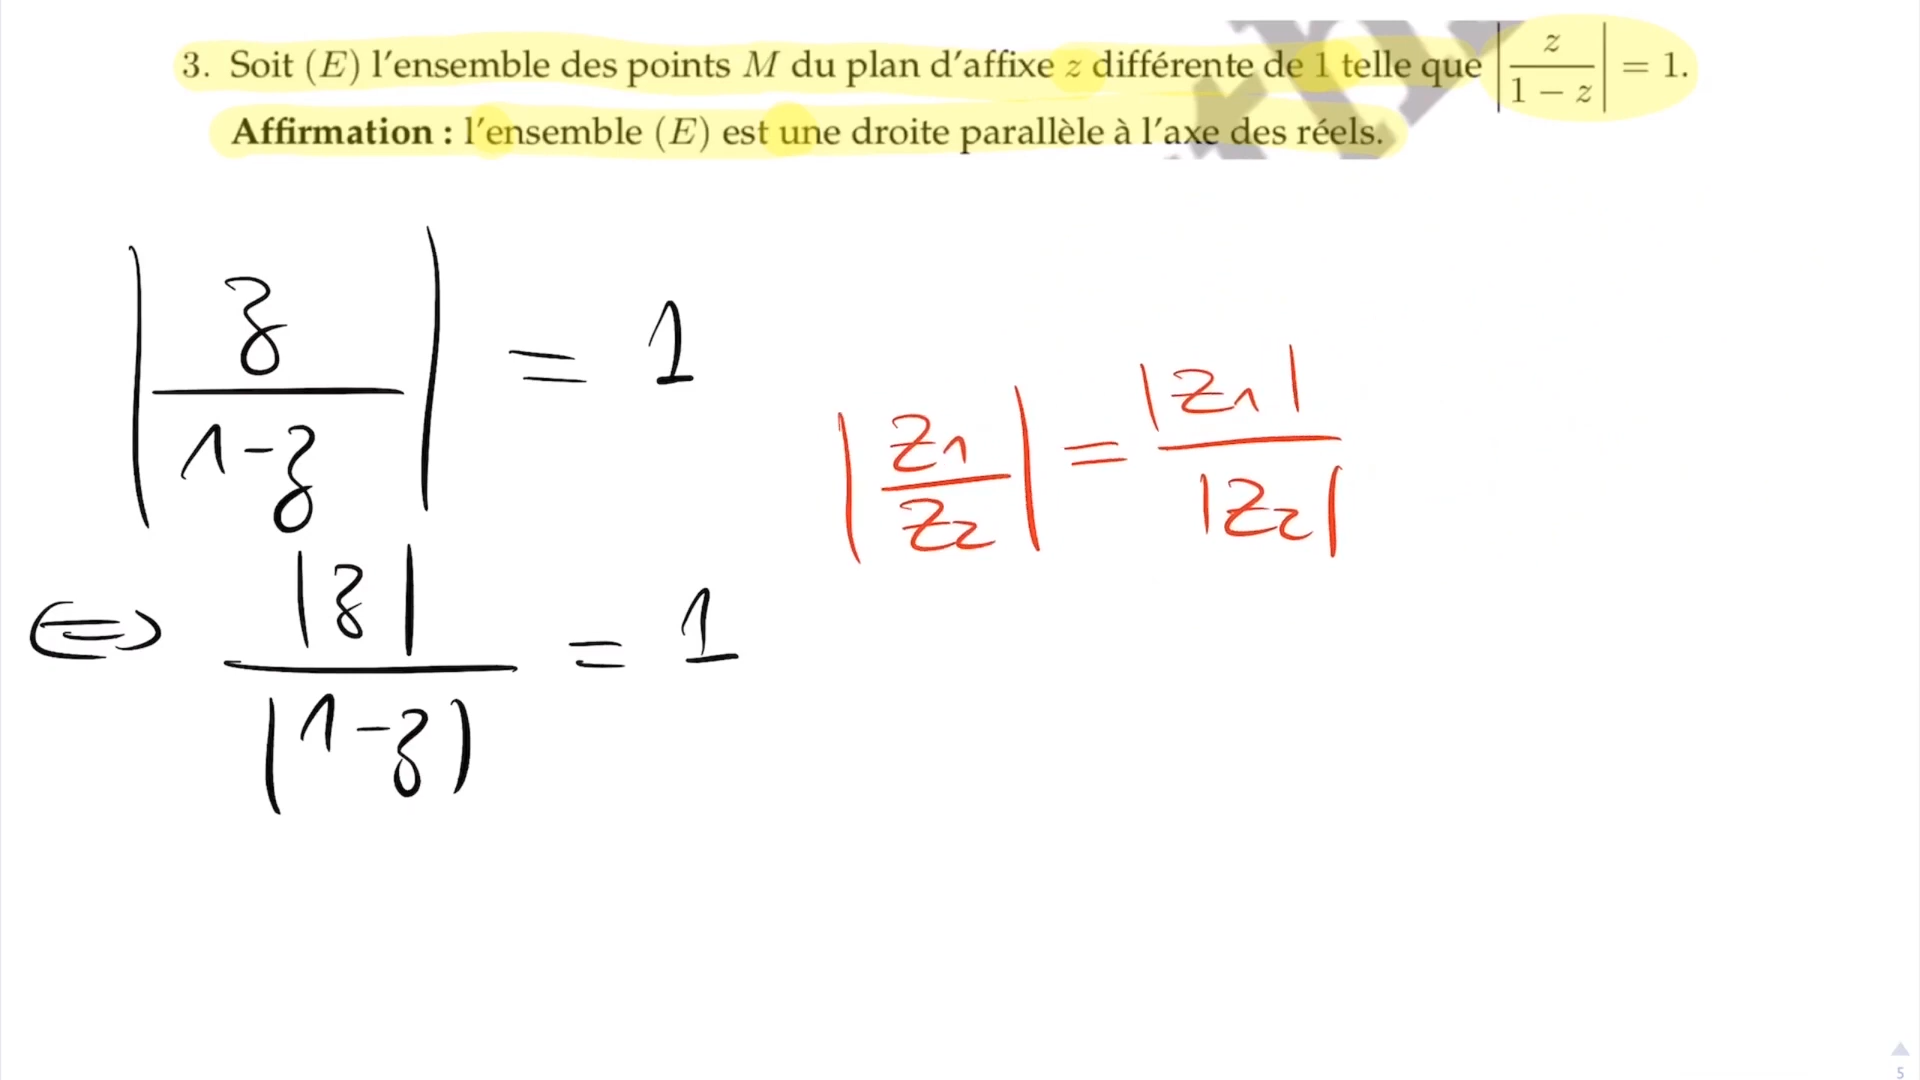 3. Soit (E) l'ensemble des points M du plan d'affixe z différente de 1 telle que |z / (1 − z)| = 1.
Affirmation : l'ensemble (E) est une droite parallèle à l'axe des réels.
|z / (1-z)| = 1
|z1 / z2| = |z1| / |z2|
⇔ |z| / |1-z| = 1
5